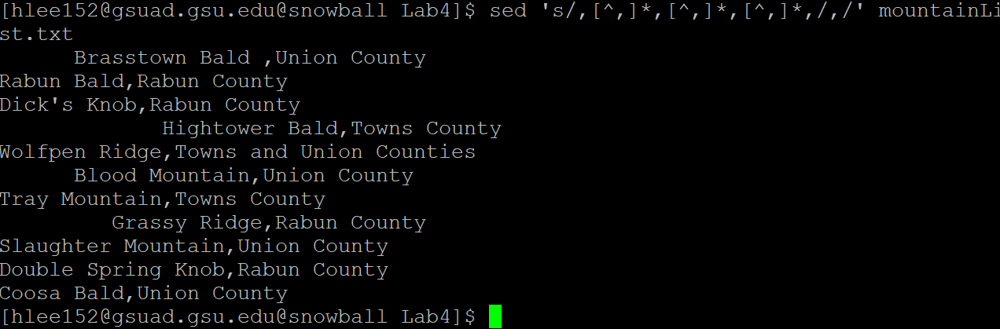 [hlee152@gsuad.gsu.edu@snowball Lab4]$ sed 's/,[^,]*,[^,]*,[^,]*,/,/' mountainLi
st.txt
      Brasstown Bald ,Union County
Rabun Bald,Rabun County
Dick's Knob,Rabun County
             Hightower Bald,Towns County
Wolfpen Ridge,Towns and Union Counties
      Blood Mountain,Union County
Tray Mountain,Towns County
         Grassy Ridge,Rabun County
Slaughter Mountain,Union County
Double Spring Knob,Rabun County
Coosa Bald,Union County
[hlee152@gsuad.gsu.edu@snowball Lab4]$